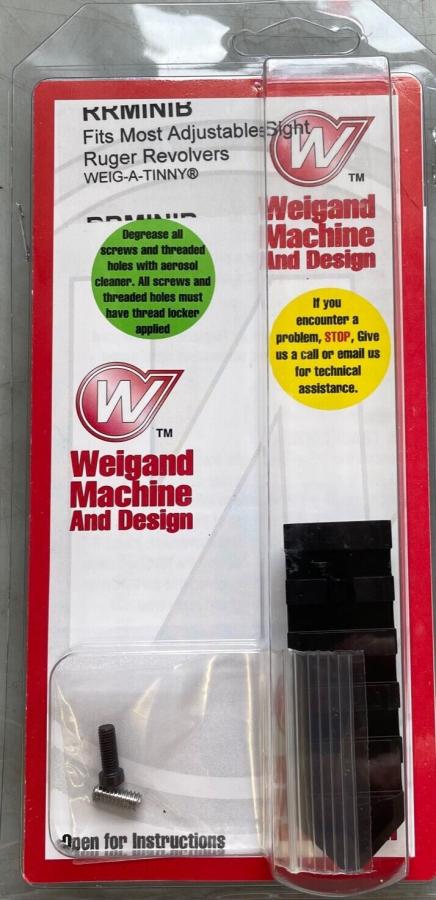 RRMINIB
Fits Most Adjustable Sight
Ruger Revolvers
WEIG-A-TINNY®
RRMINIB
Degrease all
screws and threaded
holes with aerosol
cleaner. All screws and
threaded holes must
have thread locker
applied
W
TM
Weigand
Machine
And Design
If you
encounter a
problem, STOP, Give
us a call or email us
for technical
assistance.
W
TM
Weigand
Machine
And Design
Open for Instructions